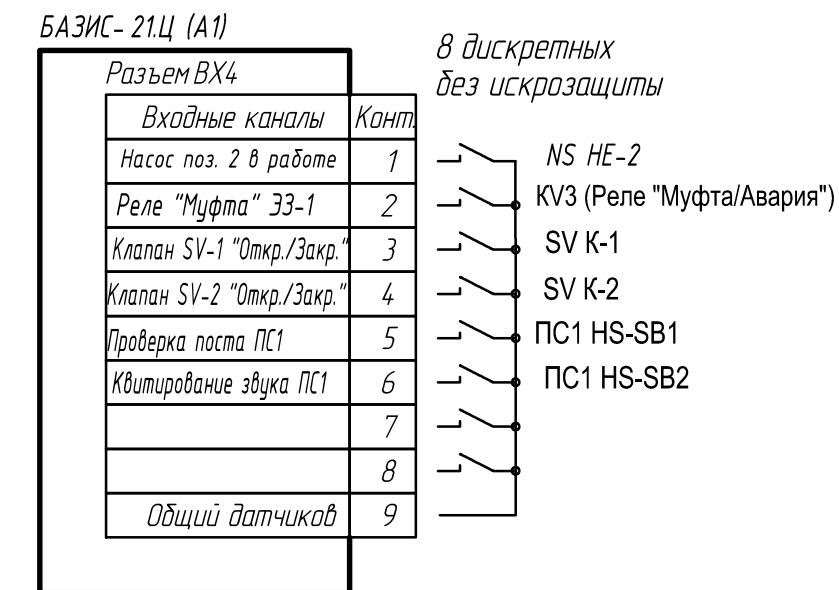 БАЗИС-21.Ц (А1)
8 дискретных
без искрозащиты
Разъем ВХ4
Входные каналы Конт.
Насос поз. 2 в работе 1 NS НЕ-2
Реле "Муфта" ЭЗ-1 2 KV3 (Реле "Муфта/Авария")
Клапан SV-1 "Откр./Закр." 3 SV К-1
Клапан SV-2 "Откр./Закр." 4 SV К-2
Проверка поста ПС1 5 ПС1 HS-SB1
Квитирование звука ПС1 6 ПС1 HS-SB2
7
8
Общий датчиков 9